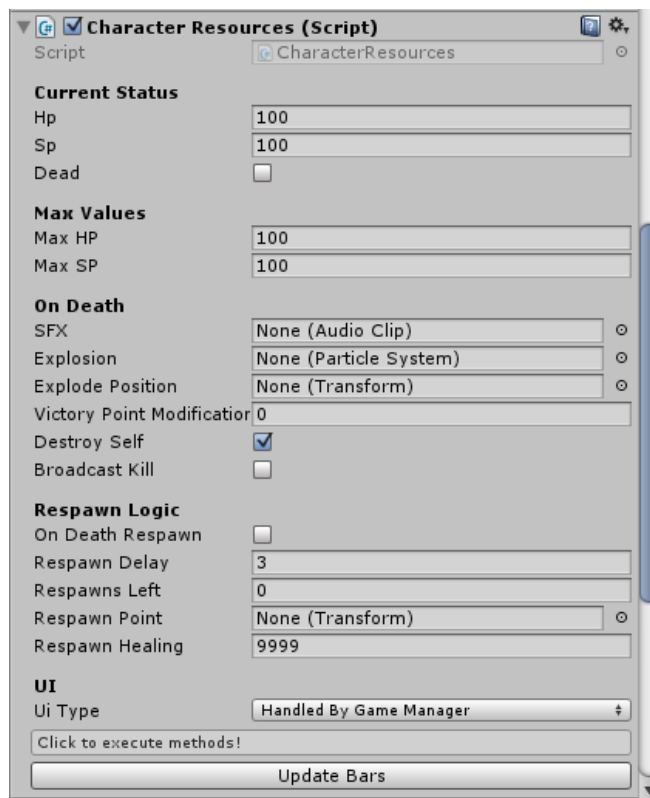 Character Resources (Script)
Script CharacterResources
Current Status
Hp 100
Sp 100
Dead
Max Values
Max HP 100
Max SP 100
On Death
SFX None (Audio Clip)
Explosion None (Particle System)
Explode Position None (Transform)
Victory Point Modification 0
Destroy Self
Broadcast Kill
Respawn Logic
On Death Respawn
Respawn Delay 3
Respawns Left 0
Respawn Point None (Transform)
Respawn Healing 9999
UI
Ui Type Handled By Game Manager
Click to execute methods!
Update Bars